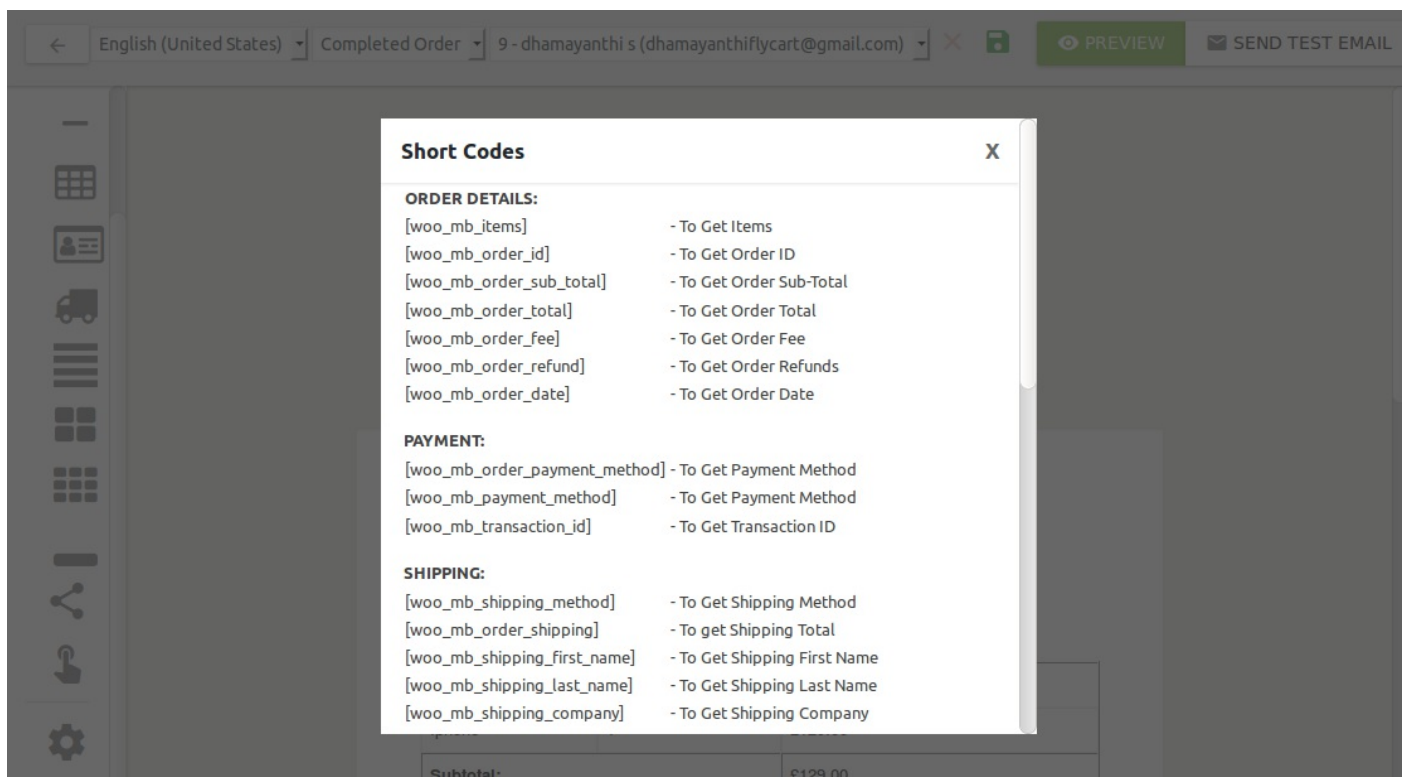 English (United States) Completed Order 9 - dhamayanthi s (dhamayanthiflycart@gmail.com) PREVIEW SEND TEST EMAIL
Short Codes X
ORDER DETAILS:
[woo_mb_items] - To Get Items
[woo_mb_order_id] - To Get Order ID
[woo_mb_order_sub_total] - To Get Order Sub-Total
[woo_mb_order_total] - To Get Order Total
[woo_mb_order_fee] - To Get Order Fee
[woo_mb_order_refund] - To Get Order Refunds
[woo_mb_order_date] - To Get Order Date
PAYMENT:
[woo_mb_order_payment_method] - To Get Payment Method
[woo_mb_payment_method] - To Get Payment Method
[woo_mb_transaction_id] - To Get Transaction ID
SHIPPING:
[woo_mb_shipping_method] - To Get Shipping Method
[woo_mb_order_shipping] - To get Shipping Total
[woo_mb_shipping_first_name] - To Get Shipping First Name
[woo_mb_shipping_last_name] - To Get Shipping Last Name
[woo_mb_shipping_company] - To Get Shipping Company
Subtotal: £129.00